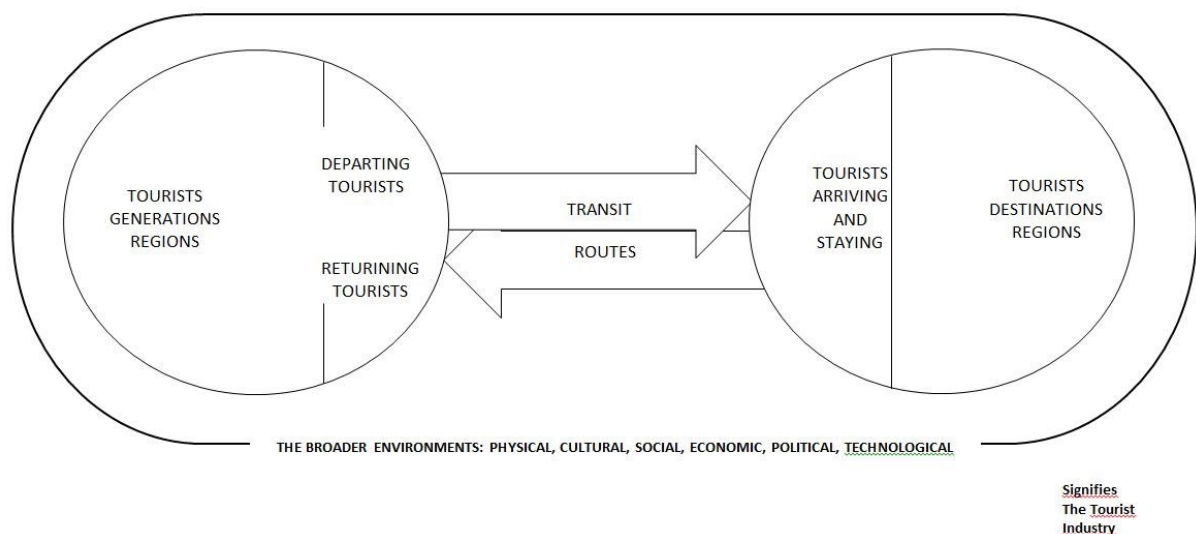 TOURISTS
GENERATIONS
REGIONS
DEPARTING
TOURISTS
RETURINING
TOURISTS
TRANSIT
ROUTES
TOURISTS
ARRIVING
AND
STAYING
TOURISTS
DESTINATIONS
REGIONS
THE BROADER ENVIRONMENTS: PHYSICAL, CULTURAL, SOCIAL, ECONOMIC, POLITICAL, TECHNOLOGICAL
Signifies
The Tourist
Industry